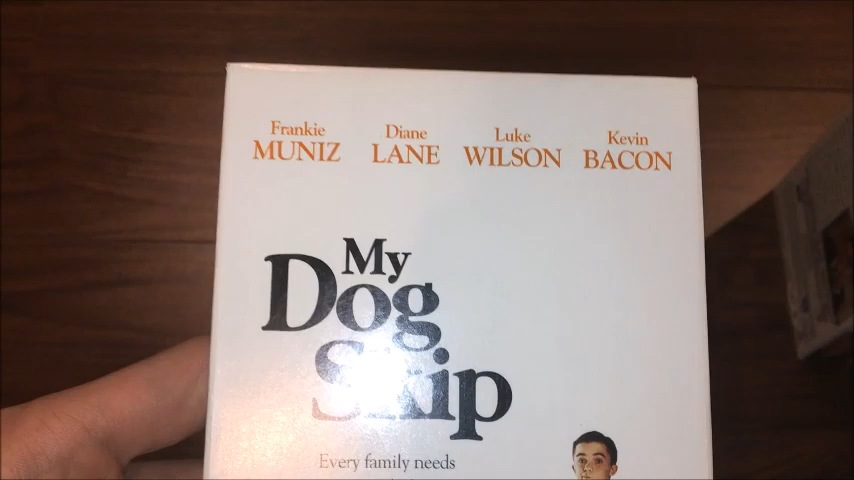 Frankie Diane Luke Kevin
MUNIZ LANE WILSON BACON
My
Dog
Skip
Every family needs